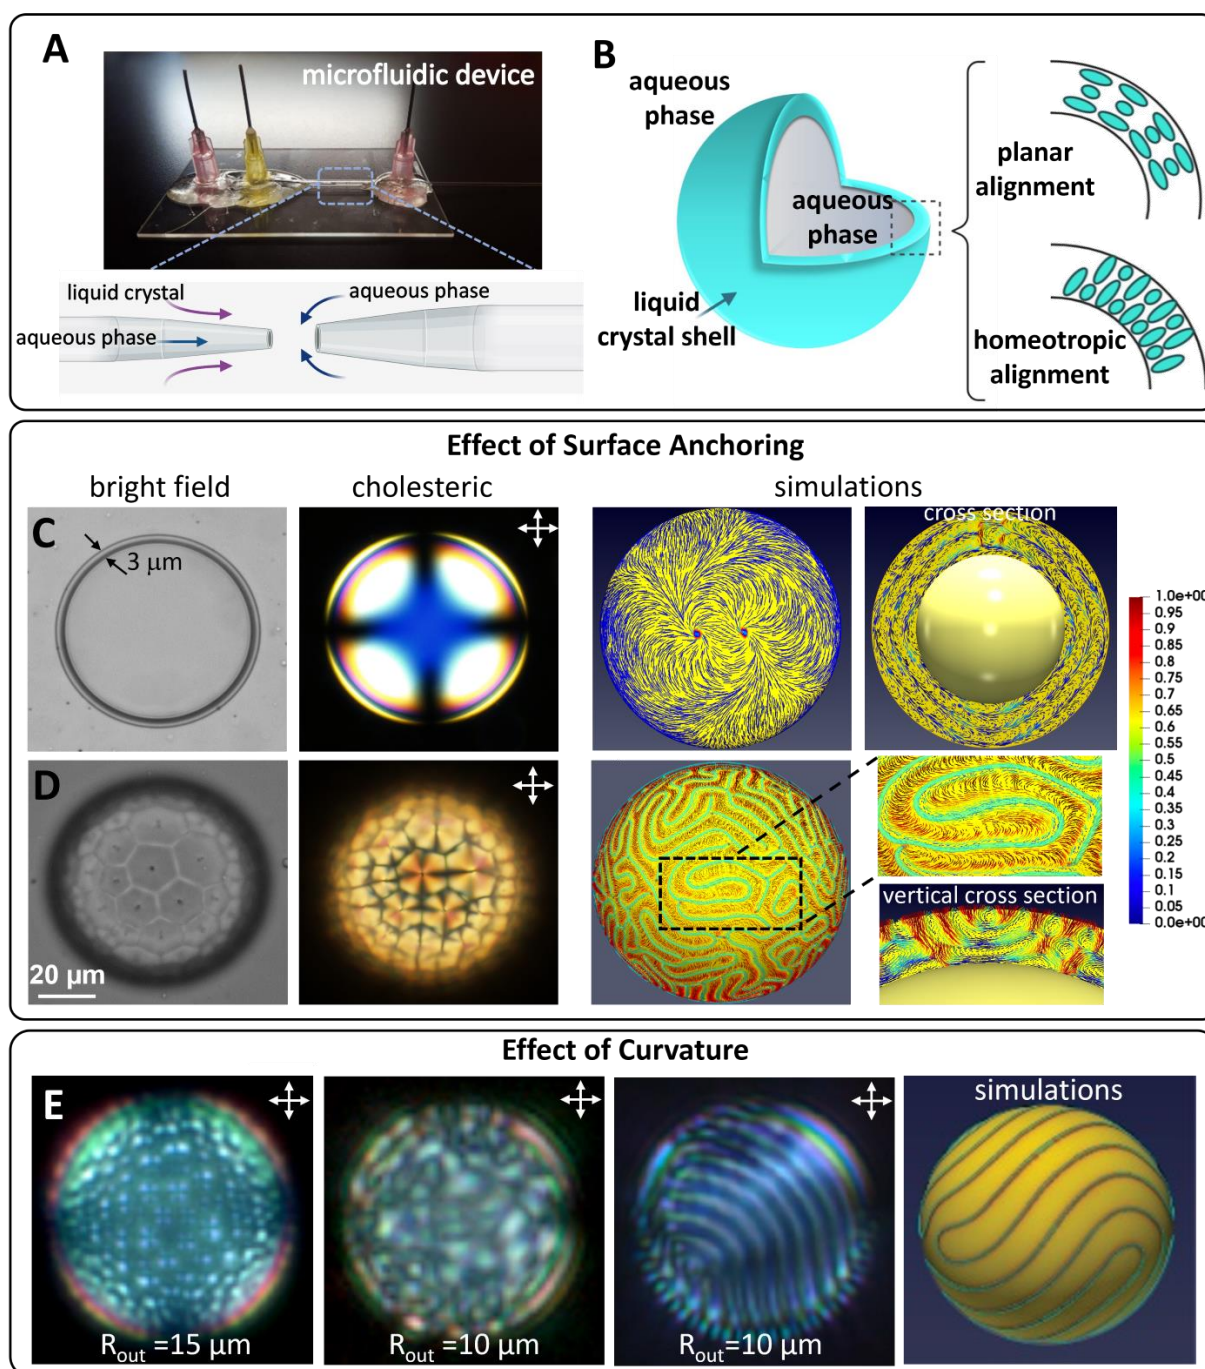 A
microfluidic device
liquid crystal
aqueous phase
aqueous phase
B
aqueous
phase
aqueous
phase
liquid
crystal shell
planar
alignment
homeotropic
alignment
Effect of Surface Anchoring
bright field
cholesteric
simulations
C
3 µm
cross section
D
20 µm
vertical cross section
1.0e+00
0.95
0.9
0.85
0.8
0.75
0.7
0.65
0.6
0.55
0.5
0.45
0.4
0.35
0.3
0.25
0.2
0.15
0.1
0.05
0.0e+00
Effect of Curvature
E
R_out =15 µm
R_out =10 µm
R_out =10 µm
simulations